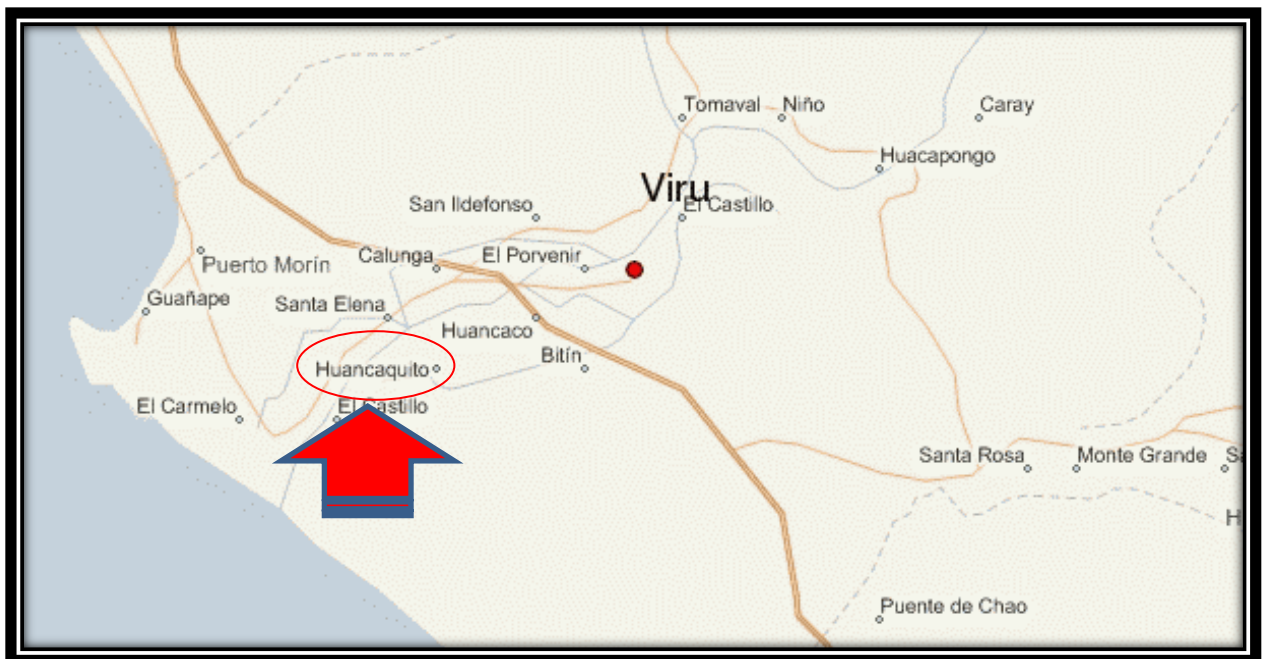 Tomaval
Niño
Caray
Huacapongo
Viru
El Castillo
San Ildefonso
Calunga
El Porvenir
Puerto Morín
Guañape
Santa Elena
Huancaco
Bitín
Huancaquito
El Carmelo
El Castillo
Santa Rosa
Monte Grande
Sa
H
Puente de Chao